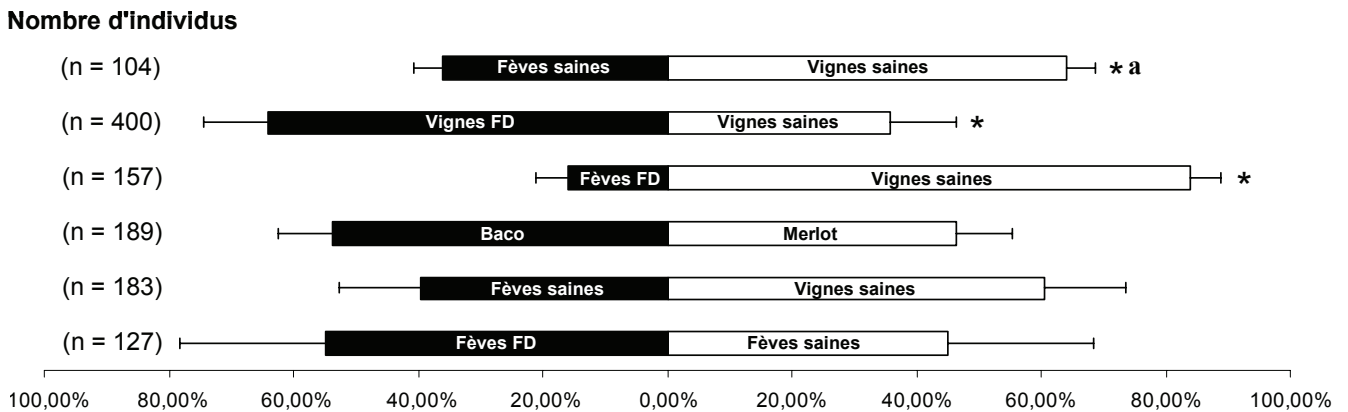 Nombre d'individus
(n = 104) Fèves saines Vignes saines * a
(n = 400) Vignes FD Vignes saines *
(n = 157) Fèves FD Vignes saines *
(n = 189) Baco Merlot
(n = 183) Fèves saines Vignes saines
(n = 127) Fèves FD Fèves saines
100,00% 80,00% 60,00% 40,00% 20,00% 0,00% 20,00% 40,00% 60,00% 80,00% 100,00%